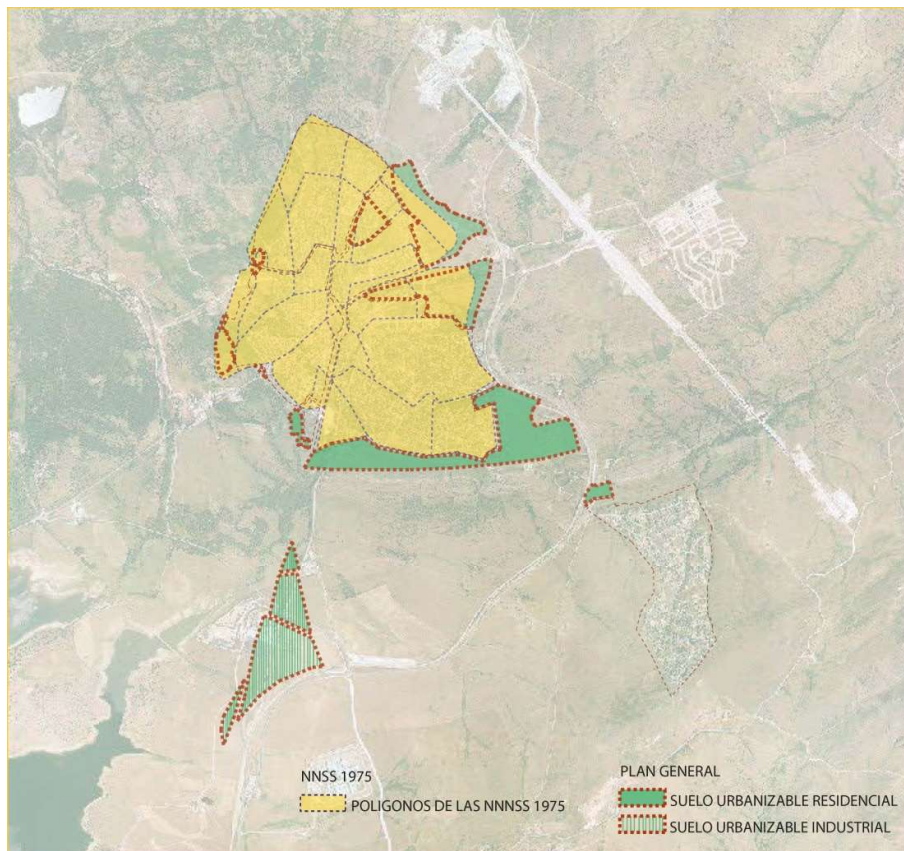 NNSS 1975
POLIGONOS DE LAS NNNSS 1975
PLAN GENERAL
SUELO URBANIZABLE RESIDENCIAL
SUELO URBANIZABLE INDUSTRIAL